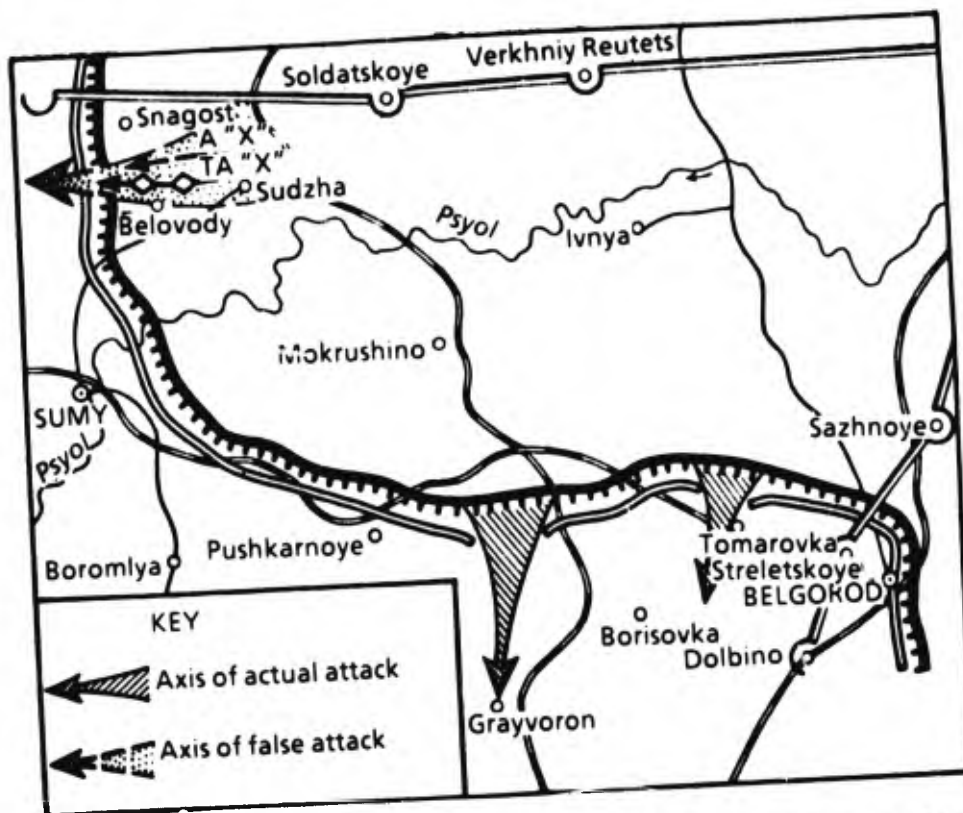 Verkhniy Reutets
Soldatskoye
Snagost
A "X"
TA "X"
Sudzha
Belovody
Psyol
Ivnya
Mokrushino
SUMY
Psyol
Sazhnoye
Pushkarnoye
Boromlya
Tomarovka
Streletskoye
BELGOROD
Borisovka
Dolbino
Grayvoron
KEY
Axis of actual attack
Axis of false attack